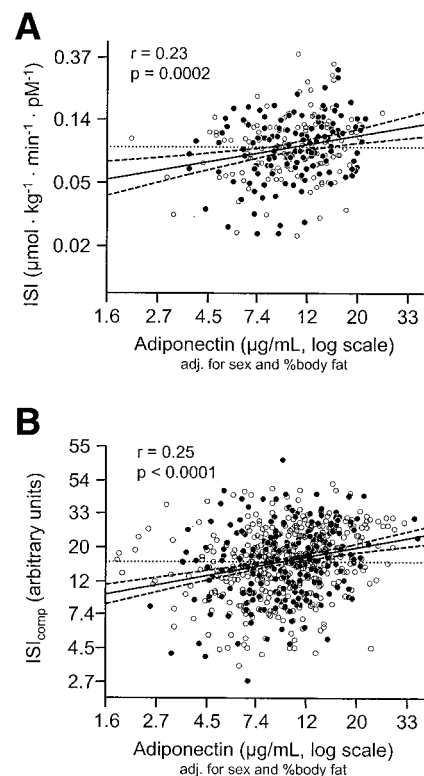 A
r = 0.23
p = 0.0002
0.37
0.14
0.05
0.02
ISI (µmol · kg⁻¹ · min⁻¹ · pM⁻¹)
1.6 2.7 4.5 7.4 12 20 33
Adiponectin (µg/mL, log scale)
adj. for sex and %body fat
B
r = 0.25
p < 0.0001
55
54
33
20
12
7.4
4.5
2.7
ISIcomp (arbitrary units)
1.6 2.7 4.5 7.4 12 20 33
Adiponectin (µg/mL, log scale)
adj. for sex and %body fat